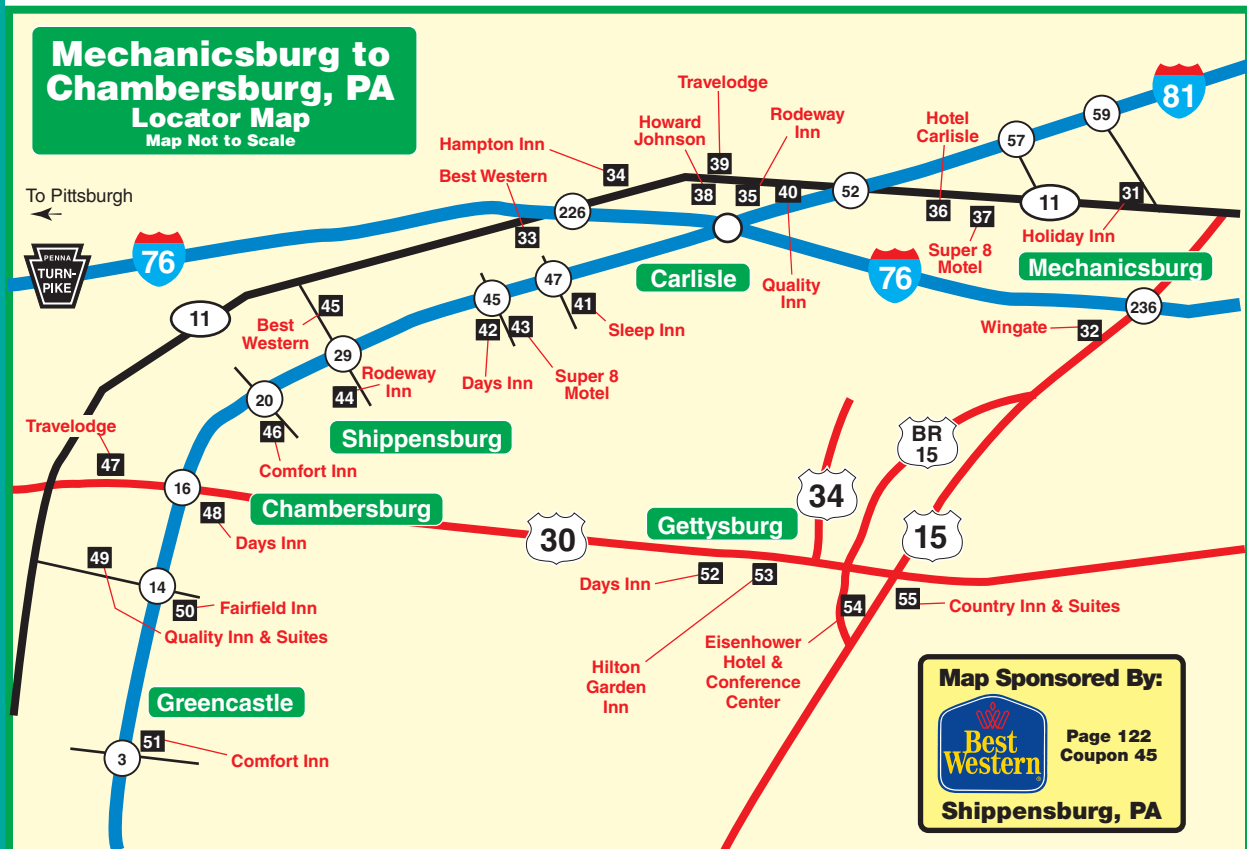 Mechanicsburg to
Chambersburg, PA
Locator Map
Map Not to Scale
81
59
57
Travelodge
39
Howard
Johnson
38
Rodeway
Inn
35
Hotel
Carlisle
36
Hampton Inn
34
Best Western
33
40
Quality
Inn
52
11
31
Holiday Inn
37
Super 8
Motel
To Pittsburgh
226
PENNA
TURN-
PIKE
76
Carlisle
76
Mechanicsburg
236
Wingate
32
47
41
Sleep Inn
45
42
Days Inn
43
Super 8
Motel
11
45
Best
Western
29
Rodeway
Inn
44
20
46
Comfort Inn
Shippensburg
Travelodge
47
16
48
Days Inn
Chambersburg
30
Gettysburg
34
BR
15
15
49
14
50
Fairfield Inn
Quality Inn & Suites
Days Inn
52
53
Hilton
Garden
Inn
54
Eisenhower
Hotel &
Conference
Center
55
Country Inn & Suites
Greencastle
51
3
Comfort Inn
Map Sponsored By:
Best
Western
®
Page 122
Coupon 45
Shippensburg, PA